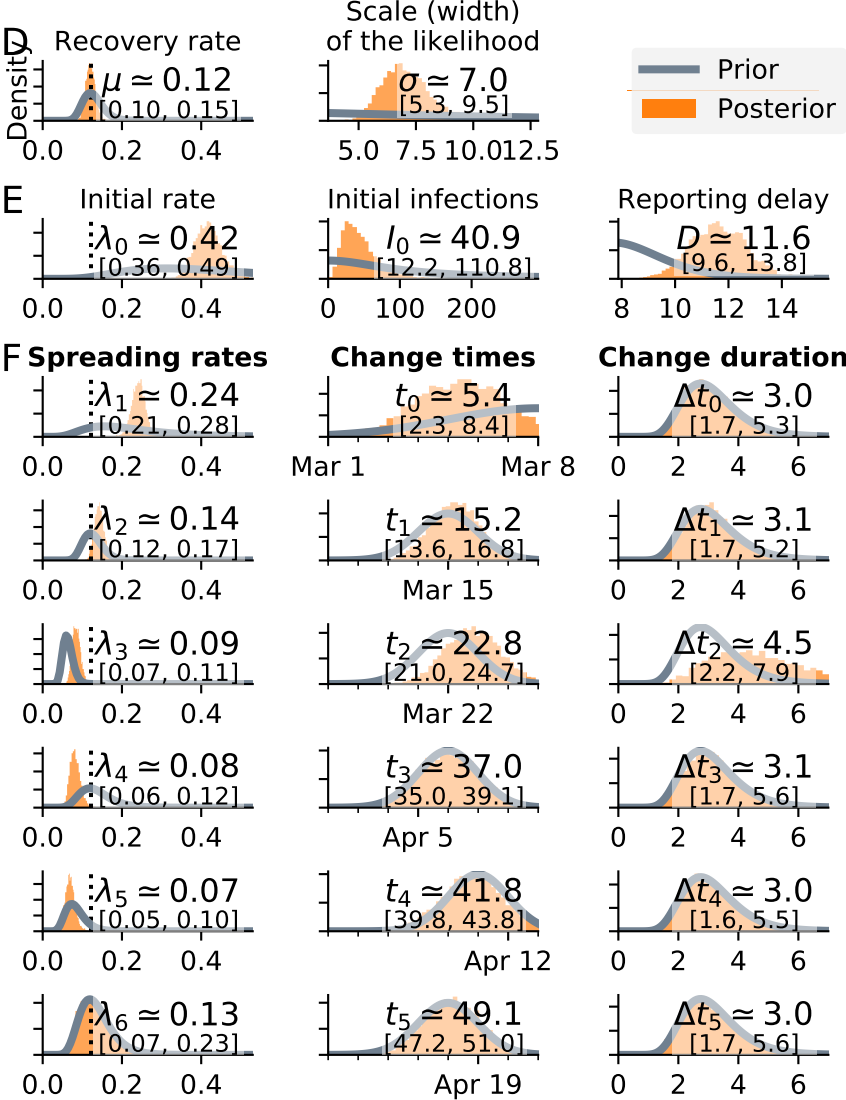 D
Density
Recovery rate
μ ≃ 0.12
[0.10, 0.15]
0.0 0.2 0.4
Scale (width)
of the likelihood
σ ≃ 7.0
[5.3, 9.5]
5.0 7.5 10.0 12.5
Prior
Posterior
E
Initial rate
λ0 ≃ 0.42
[0.36, 0.49]
0.0 0.2 0.4
Initial infections
I0 ≃ 40.9
[12.2, 110.8]
0 100 200
Reporting delay
D ≃ 11.6
[9.6, 13.8]
8 10 12 14
F
Spreading rates
Change times
Change duration
λ1 ≃ 0.24
[0.21, 0.28]
0.0 0.2 0.4
t0 ≃ 5.4
[2.3, 8.4]
Mar 1 Mar 8
Δt0 ≃ 3.0
[1.7, 5.3]
0 2 4 6
λ2 ≃ 0.14
[0.12, 0.17]
0.0 0.2 0.4
t1 ≃ 15.2
[13.6, 16.8]
Mar 15
Δt1 ≃ 3.1
[1.7, 5.2]
0 2 4 6
λ3 ≃ 0.09
[0.07, 0.11]
0.0 0.2 0.4
t2 ≃ 22.8
[21.0, 24.7]
Mar 22
Δt2 ≃ 4.5
[2.2, 7.9]
0 2 4 6
λ4 ≃ 0.08
[0.06, 0.12]
0.0 0.2 0.4
t3 ≃ 37.0
[35.0, 39.1]
Apr 5
Δt3 ≃ 3.1
[1.7, 5.6]
0 2 4 6
λ5 ≃ 0.07
[0.05, 0.10]
0.0 0.2 0.4
t4 ≃ 41.8
[39.8, 43.8]
Apr 12
Δt4 ≃ 3.0
[1.6, 5.5]
0 2 4 6
λ6 ≃ 0.13
[0.07, 0.23]
0.0 0.2 0.4
t5 ≃ 49.1
[47.2, 51.0]
Apr 19
Δt5 ≃ 3.0
[1.7, 5.6]
0 2 4 6